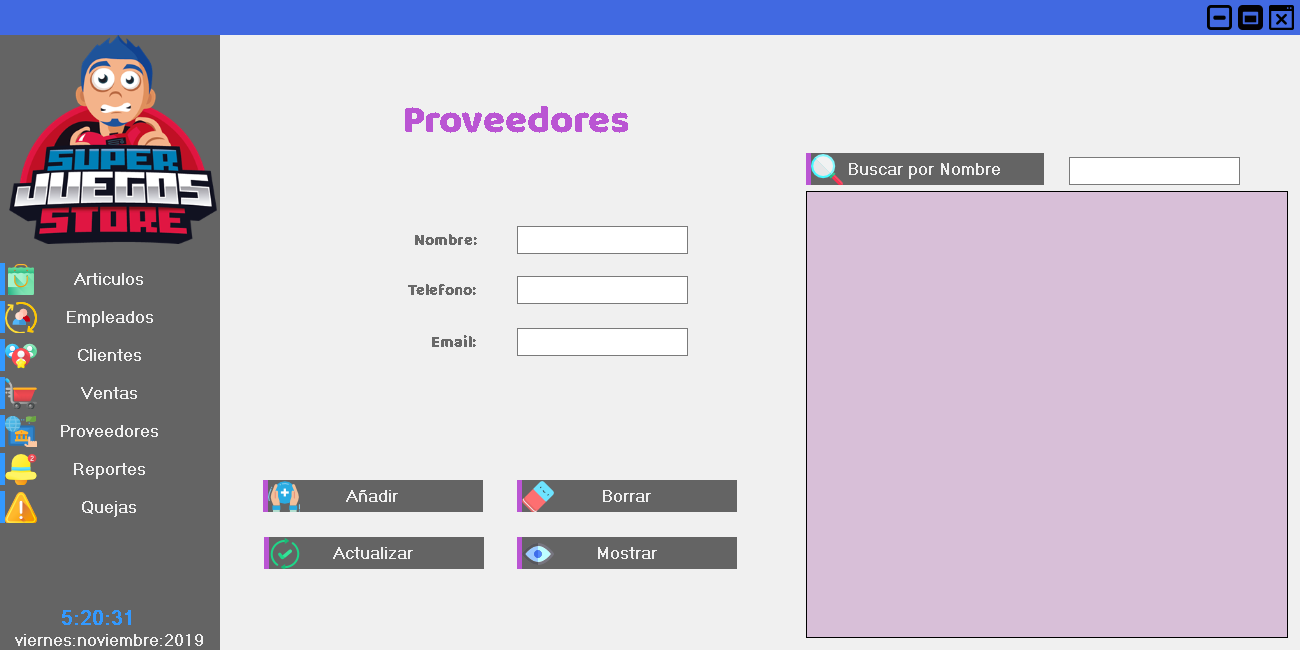 SUPER
JUEGOS
STORE
Articulos
Empleados
Clientes
Ventas
Proveedores
2
Reportes
Quejas
5:20:31
viernes:noviembre:2019
Proveedores
Nombre:
Telefono:
Email:
Añadir
Borrar
Actualizar
Mostrar
Buscar por Nombre